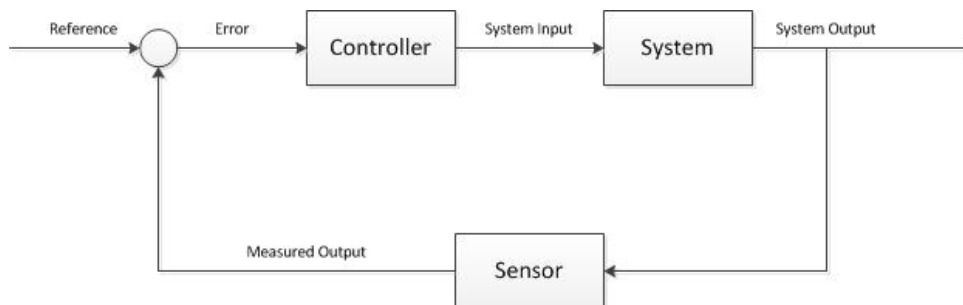 Reference
Error
Controller
System Input
System
System Output
Measured Output
Sensor